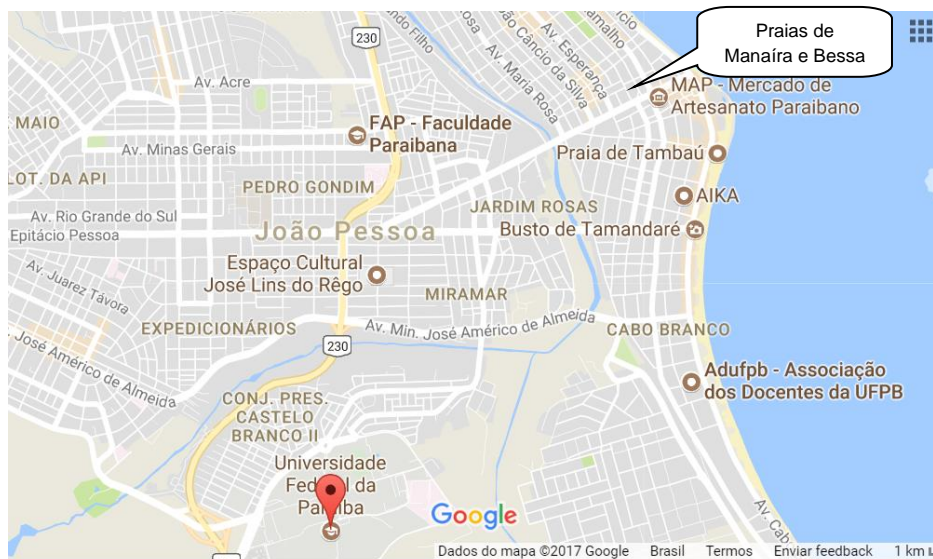 Praias de
Manaíra e Bessa
230
Av. Esperança
Av. Maria Rosa
MAP - Mercado de
Artesanato Paraibano
Av. Acre
MAIO
FAP - Faculdade
Paraibana
Av. Minas Gerais
Praia de Tambaú
LOT. DA API
PEDRO GONDIM
AIKA
JARDIM ROSAS
Av. Rio Grande do Sul
Epitácio Pessoa
João Pessoa
Busto de Tamandaré
Espaço Cultural
José Lins do Rêgo
Av. Juarez Távora
MIRAMAR
EXPEDICIONÁRIOS
Av. Min. José Américo de Almeida
CABO BRANCO
José Américo de Almeida
230
Adufpb - Associação
dos Docentes da UFPB
CONJ. PRES.
CASTELO
BRANCO II
Universidade
Federal da
Paraíba
Google
Av. Cabo
Dados do mapa ©2017 Google Brasil Termos Enviar feedback 1 km